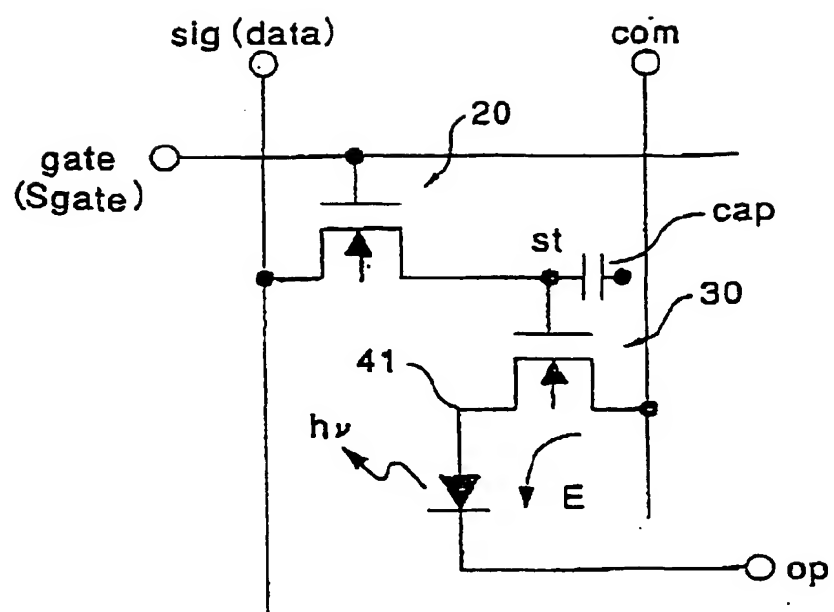 sig (data)
com
20
gate
(Sgate)
cap
st
30
41
hν
E
op